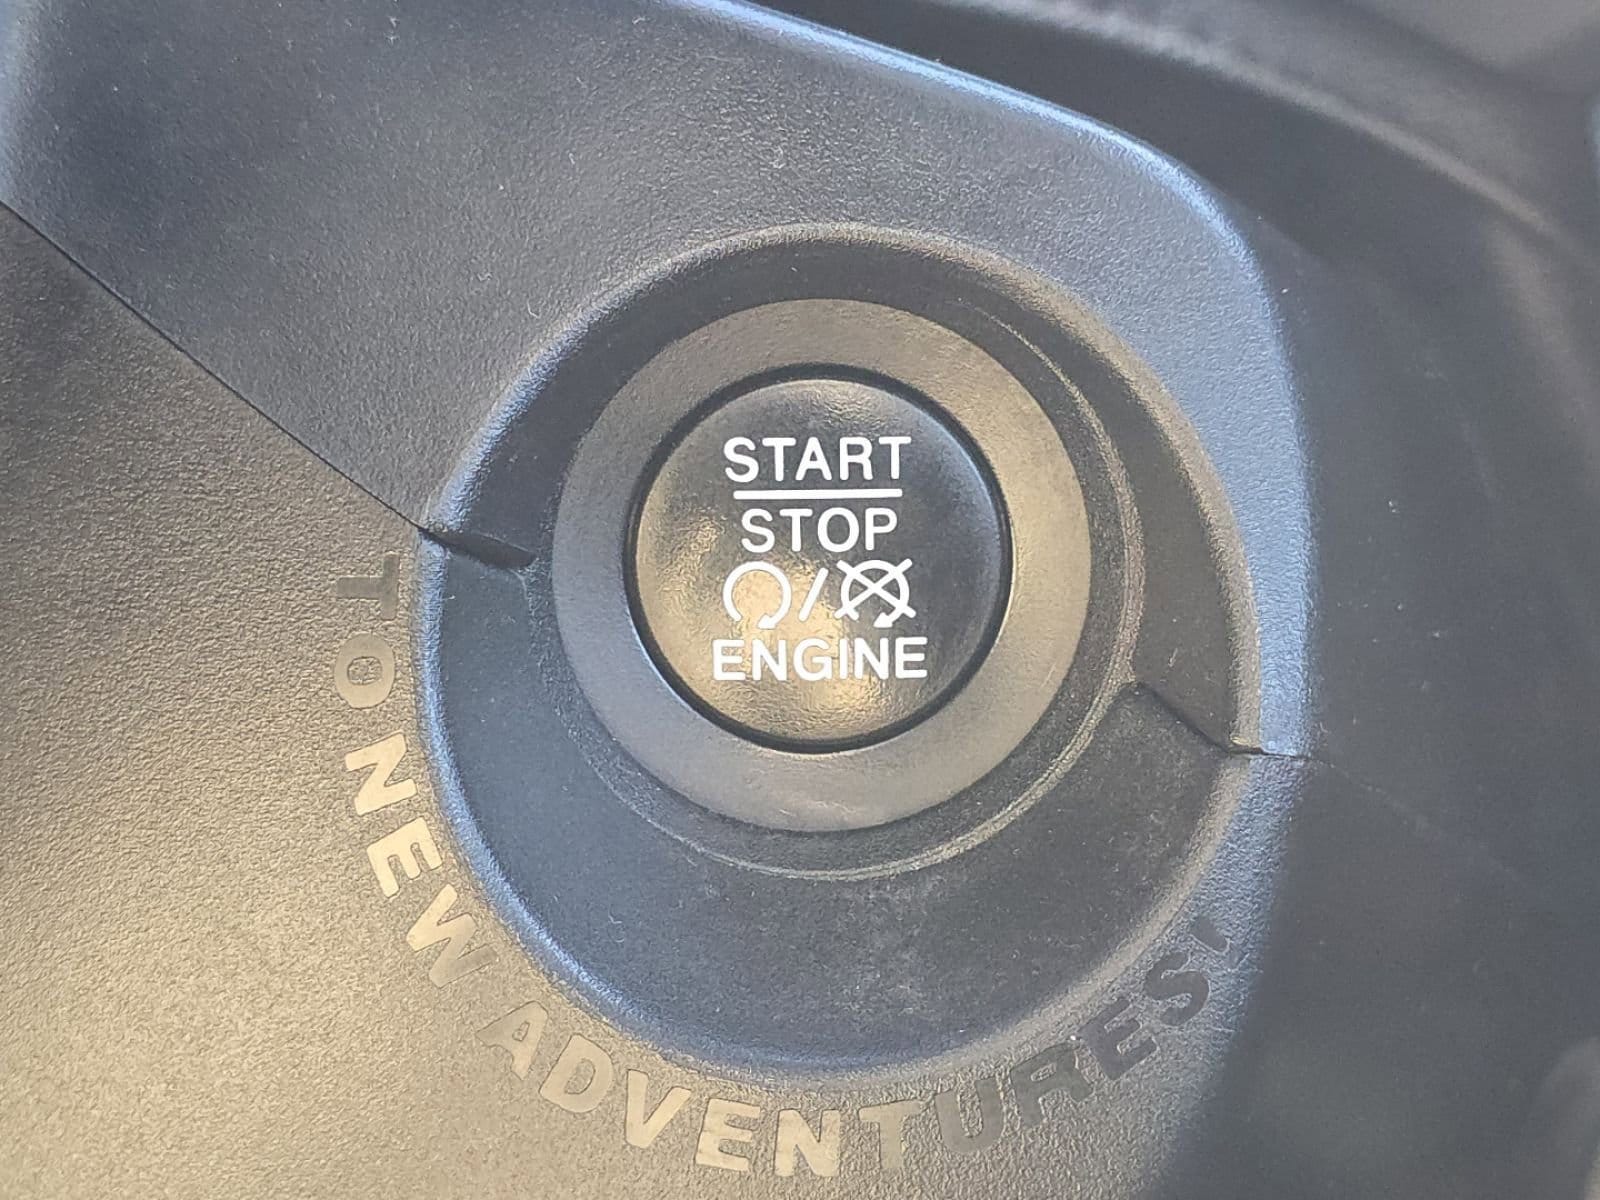 START
STOP
/
ENGINE
TO NEW ADVENTURES!